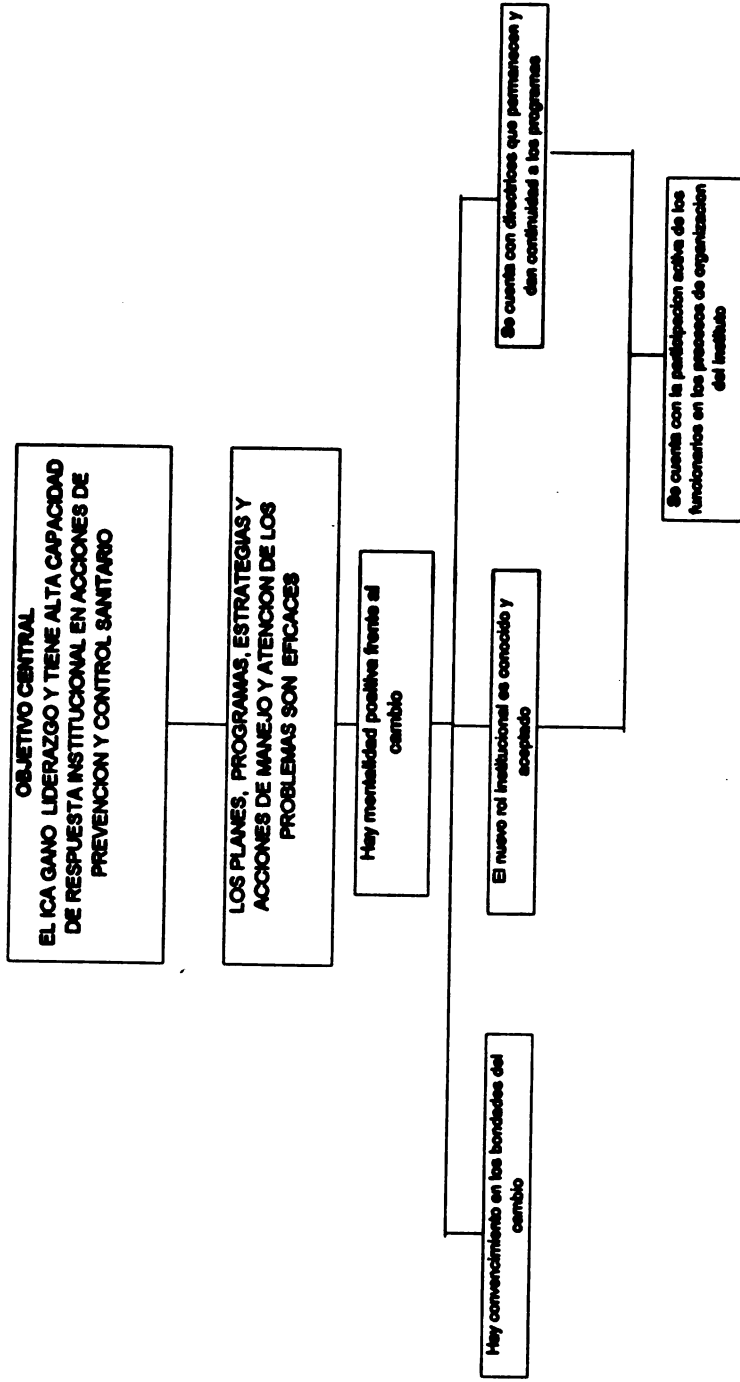 OBJETIVO CENTRAL
EL ICA GANO LIDERAZGO Y TIENE ALTA CAPACIDAD
DE RESPUESTA INSTITUCIONAL EN ACCIONES DE
PREVENCION Y CONTROL SANITARIO
LOS PLANES, PROGRAMAS, ESTRATEGIAS Y
ACCIONES DE MANEJO Y ATENCION DE LOS
PROBLEMAS SON EFICACES
Hay mentalidad positiva frente al
cambio
Hay convencimiento en los bondades del
cambio
El nuevo rol institucional es conocido y
aceptado
Se cuenta con directrices que permanecen y
dan continuidad a los programas
Se cuenta con la participacion activa de los
funcionarios en los procesos de organizacion
del instituto